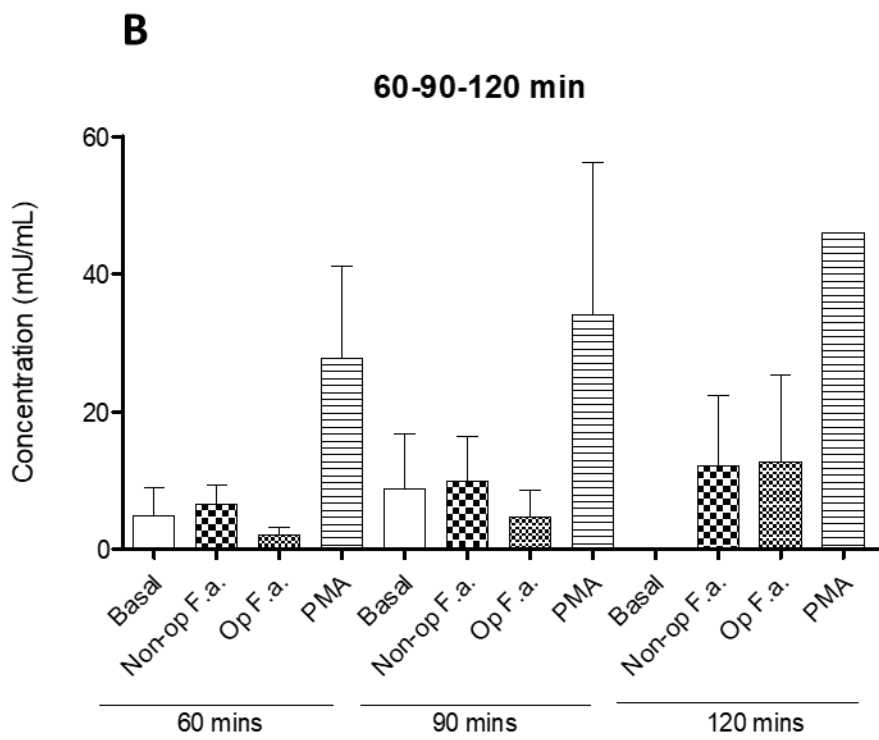 B
60-90-120 min
Concentration (mU/mL)
60
40
20
0
Basal
Non-op F.a.
Op F.a.
PMA
Basal
Non-op F.a.
Op F.a.
PMA
Basal
Non-op F.a.
Op F.a.
PMA
60 mins
90 mins
120 mins